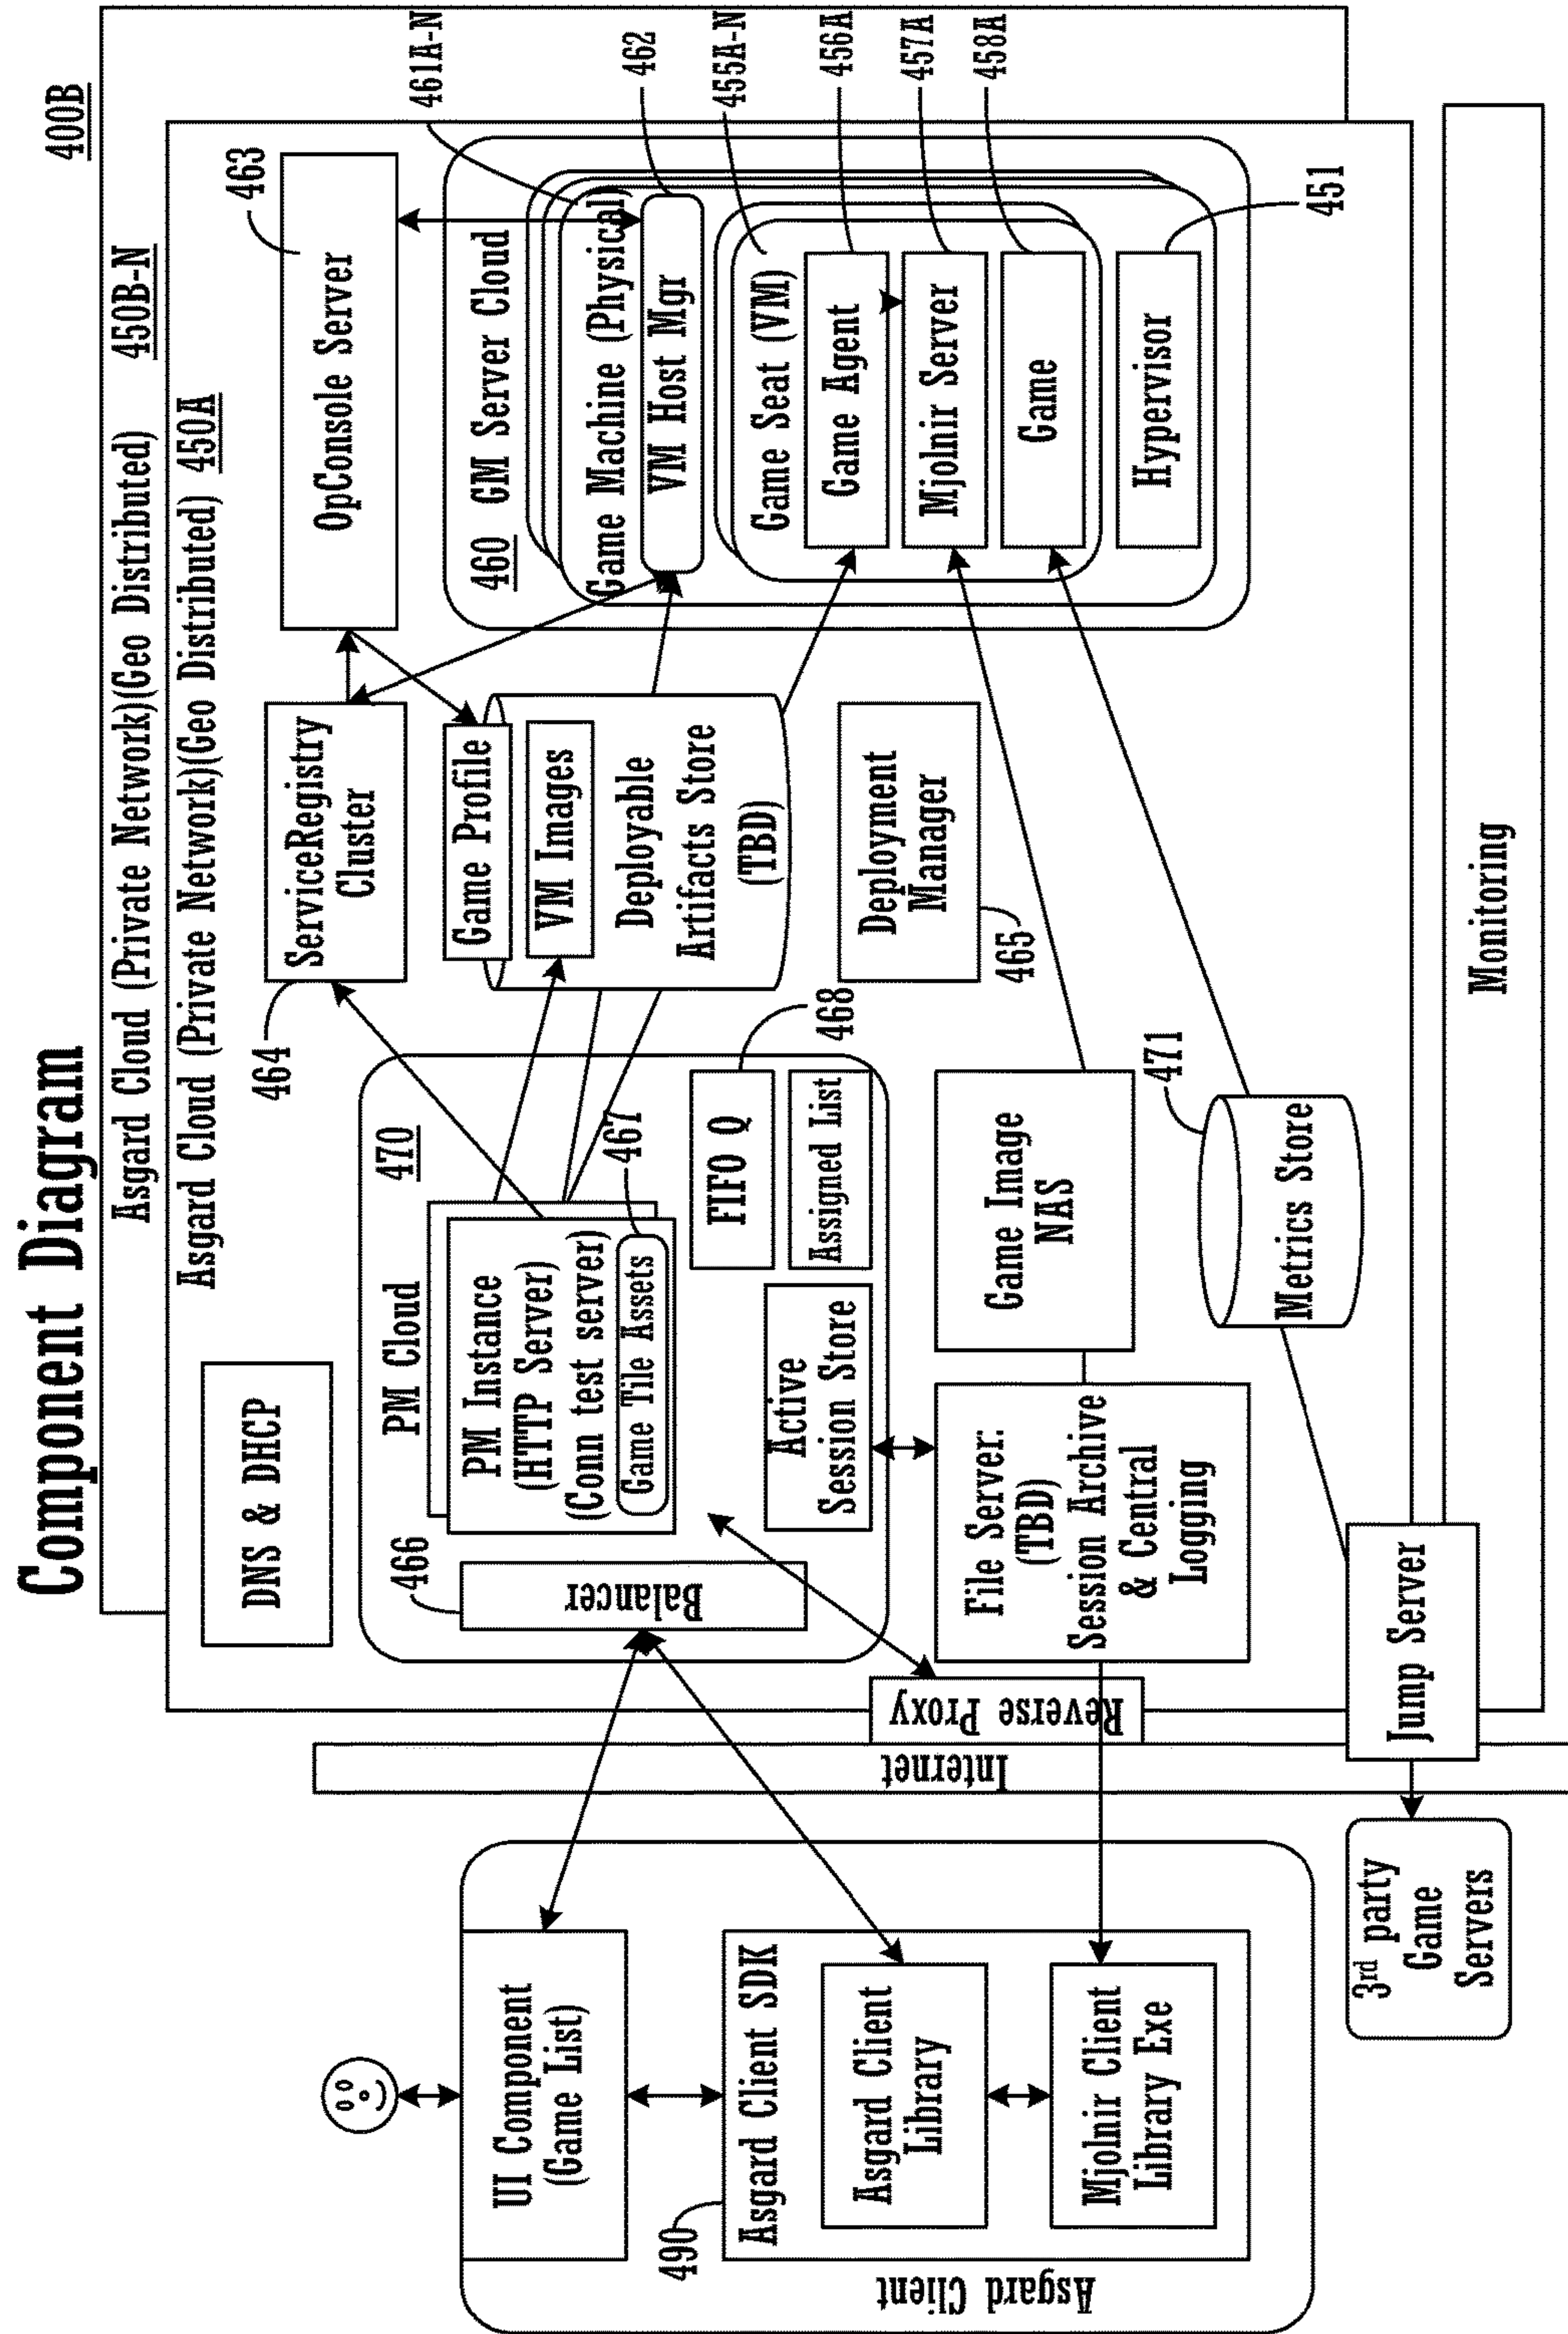 Component Diagram
400B
Asgard Cloud (Private Network)(Geo Distributed) 450B-N
Asgard Cloud (Private Network)(Geo Distributed) 450A
DNS & DHCP
464
ServiceRegistry
Cluster
463
OpConsole Server
461A-N
462
455A-N
456A
457A
458A
451
466
Balancer
PM Cloud
470
PM Instance
(HTTP Server)
(Conn test server)
Game Tile Assets
467
FIFO Q
468
Assigned List
Active
Session Store
Game Profile
VM Images
Deployable
Artifacts Store
(TBD)
Deployment
Manager
465
460 GM Server Cloud
Game Machine (Physical)
VM Host Mgr
Game Seat (VM)
Game Agent
Mjolnir Server
Game
Hypervisor
File Server:
(TBD)
Session Archive
& Central
Logging
Game Image
NAS
471
Metrics Store
Reverse Proxy
Internet
Jump Server
Monitoring
UI Component
(Game List)
490
Asgard Client SDK
Asgard Client
Library
Mjolnir Client
Library Exe
Asgard Client
3rd party
Game
Servers